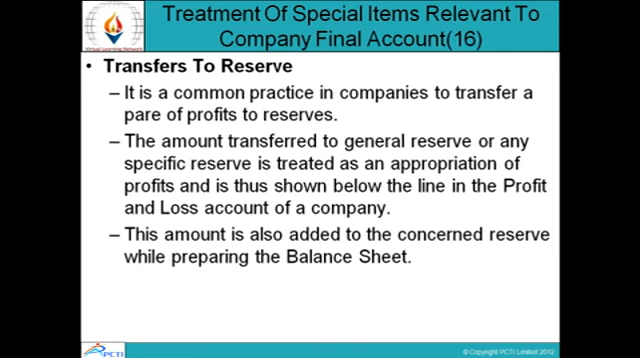 Treatment Of Special Items Relevant To
Company Final Account(16)
Virtual Learning Network
• Transfers To Reserve
– It is a common practice in companies to transfer a
pare of profits to reserves.
– The amount transferred to general reserve or any
specific reserve is treated as an appropriation of
profits and is thus shown below the line in the Profit
and Loss account of a company.
– This amount is also added to the concerned reserve
while preparing the Balance Sheet.
PCTI
© Copyright PCTI Limited 2012